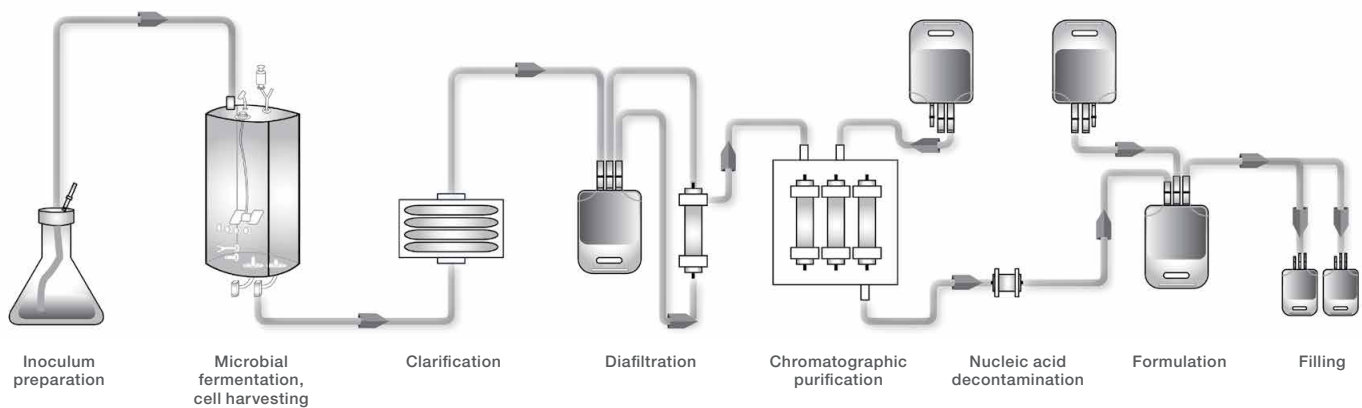 Inoculum
preparation
Microbial
fermentation,
cell harvesting
Clarification
Diafiltration
Chromatographic
purification
Nucleic acid
decontamination
Formulation
Filling